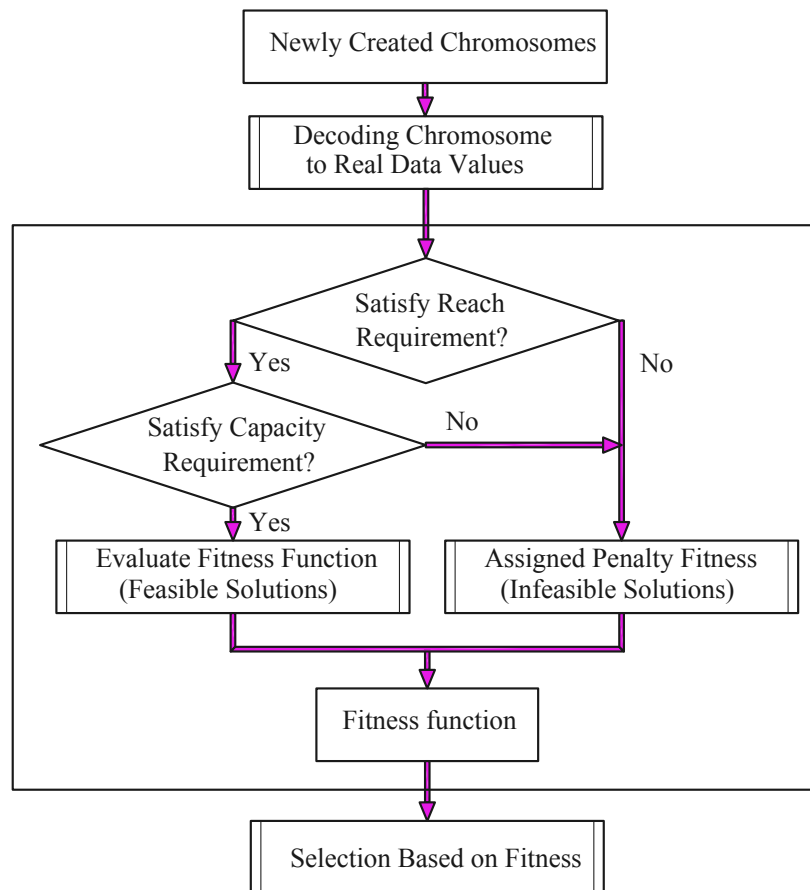 Newly Created Chromosomes
Decoding Chromosome
to Real Data Values
Satisfy Reach
Requirement?
Yes
No
Satisfy Capacity
Requirement?
No
Yes
Evaluate Fitness Function
(Feasible Solutions)
Assigned Penalty Fitness
(Infeasible Solutions)
Fitness function
Selection Based on Fitness